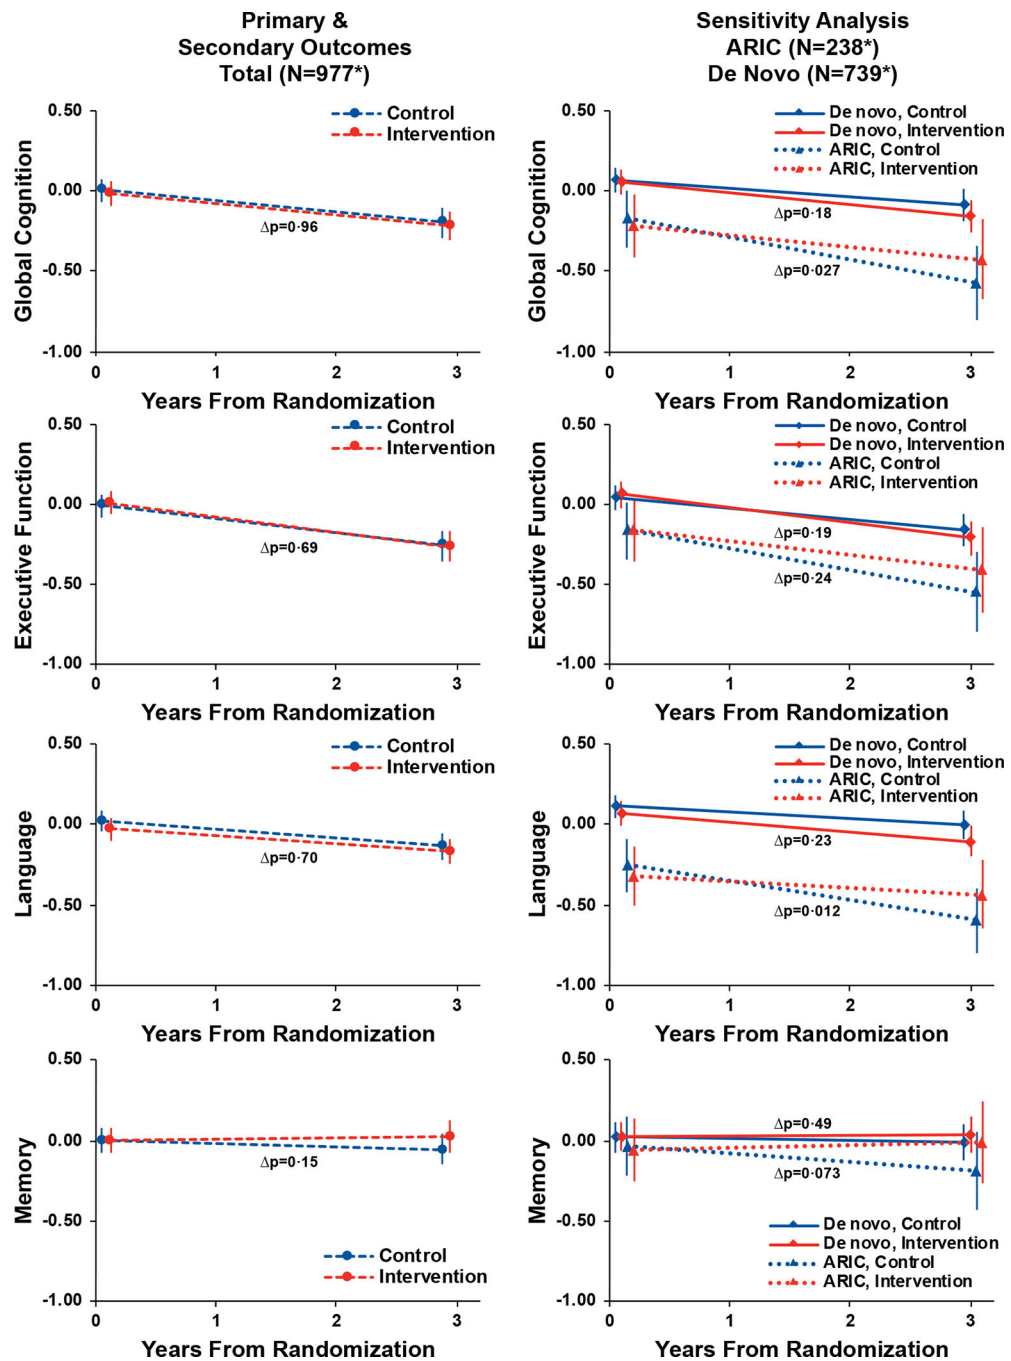 Primary &
Secondary Outcomes
Total (N=977*)
Sensitivity Analysis
ARIC (N=238*)
De Novo (N=739*)
Global Cognition
0.50
0.00
-0.50
-1.00
Control
Intervention
Δp=0·96
0 1 2 3
Years From Randomization
Global Cognition
0.50
0.00
-0.50
-1.00
De novo, Control
De novo, Intervention
ARIC, Control
ARIC, Intervention
Δp=0·18
Δp=0·027
0 1 2 3
Years From Randomization
Executive Function
0.50
0.00
-0.50
-1.00
Control
Intervention
Δp=0·69
0 1 2 3
Years From Randomization
Executive Function
0.50
0.00
-0.50
-1.00
De novo, Control
De novo, Intervention
ARIC, Control
ARIC, Intervention
Δp=0·19
Δp=0·24
0 1 2 3
Years From Randomization
Language
0.50
0.00
-0.50
-1.00
Control
Intervention
Δp=0·70
0 1 2 3
Years From Randomization
Language
0.50
0.00
-0.50
-1.00
De novo, Control
De novo, Intervention
ARIC, Control
ARIC, Intervention
Δp=0·23
Δp=0·012
0 1 2 3
Years From Randomization
Memory
0.50
0.00
-0.50
-1.00
Δp=0·15
Control
Intervention
0 1 2 3
Years From Randomization
Memory
0.50
0.00
-0.50
-1.00
Δp=0·49
Δp=0·073
De novo, Control
De novo, Intervention
ARIC, Control
ARIC, Intervention
0 1 2 3
Years From Randomization